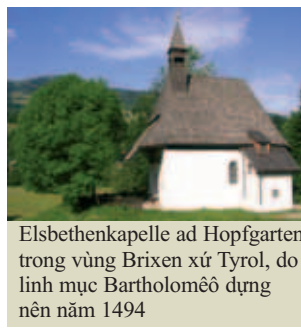 Elsbethenkapelle ad Hopfgarten
trong vùng Brixen xứ Tyrol, do
linh mục Bartholomêô dựng
nên năm 1494